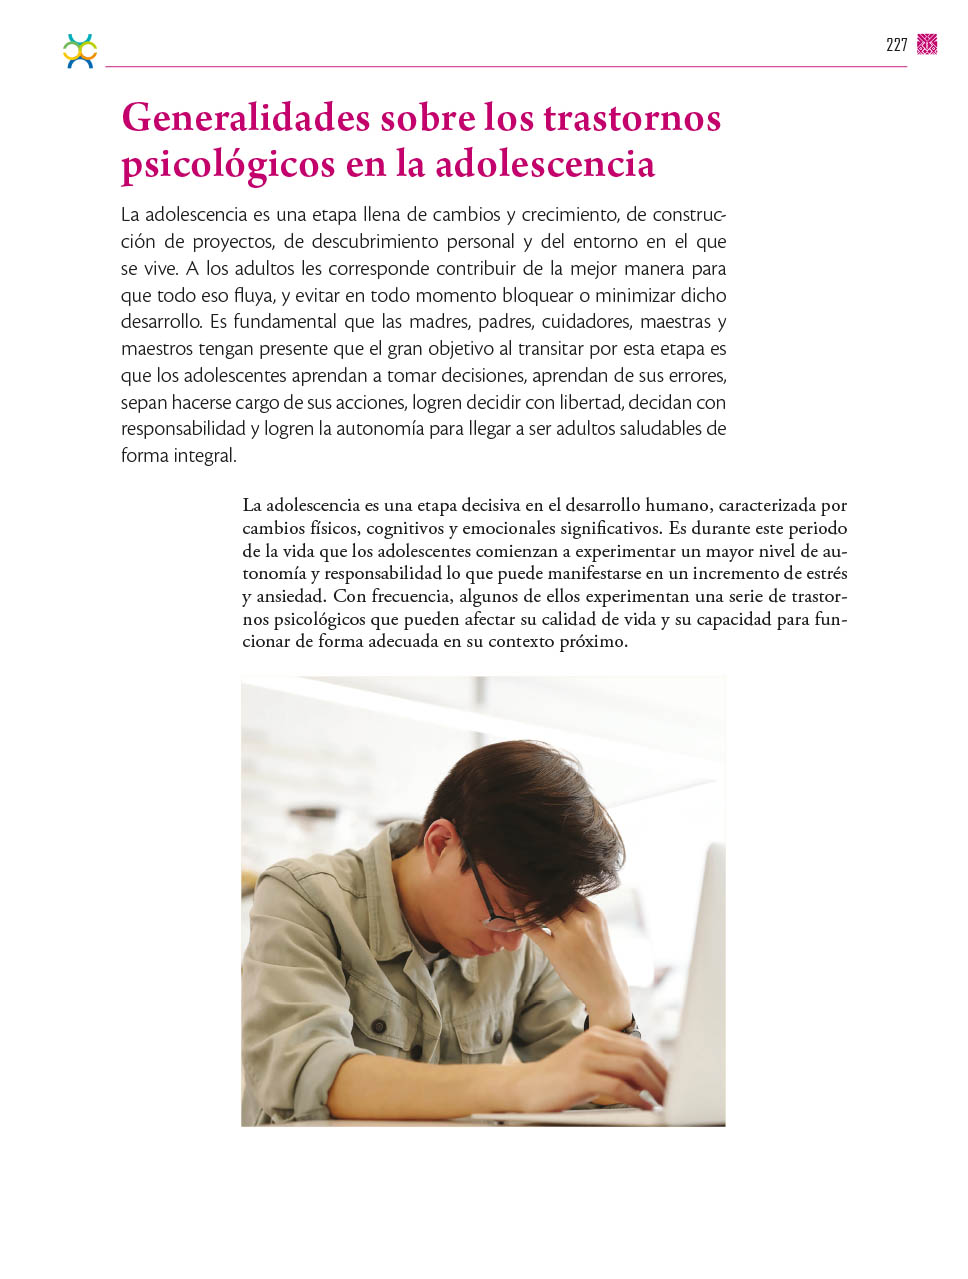 227
Generalidades sobre los trastornos
psicológicos en la adolescencia
La adolescencia es una etapa llena de cambios y crecimiento, de construc-
ción de proyectos, de descubrimiento personal y del entorno en el que
se vive. A los adultos les corresponde contribuir de la mejor manera para
que todo eso fluya, y evitar en todo momento bloquear o minimizar dicho
desarrollo. Es fundamental que las madres, padres, cuidadores, maestras y
maestros tengan presente que el gran objetivo al transitar por esta etapa es
que los adolescentes aprendan a tomar decisiones, aprendan de sus errores,
sepan hacerse cargo de sus acciones, logren decidir con libertad, decidan con
responsabilidad y logren la autonomía para llegar a ser adultos saludables de
forma integral.
La adolescencia es una etapa decisiva en el desarrollo humano, caracterizada por
cambios físicos, cognitivos y emocionales significativos. Es durante este periodo
de la vida que los adolescentes comienzan a experimentar un mayor nivel de au-
tonomía y responsabilidad lo que puede manifestarse en un incremento de estrés
y ansiedad. Con frecuencia, algunos de ellos experimentan una serie de trastor-
nos psicológicos que pueden afectar su calidad de vida y su capacidad para fun-
cionar de forma adecuada en su contexto próximo.